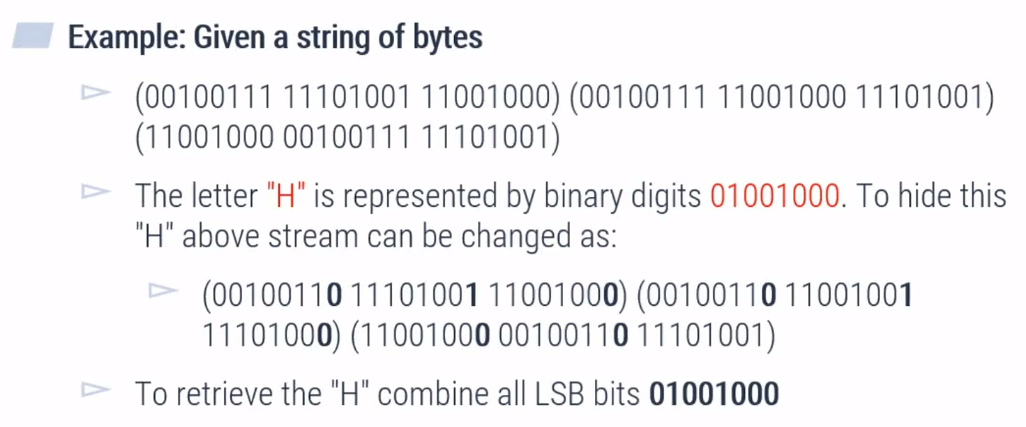 Example: Given a string of bytes
(00100111 11101001 11001000) (00100111 11001000 11101001)
(11001000 00100111 11101001)
The letter "H" is represented by binary digits 01001000. To hide this
"H" above stream can be changed as:
(00100110 11101001 11001000) (00100110 11001001
11101000) (11001000 00100110 11101001)
To retrieve the "H" combine all LSB bits 01001000